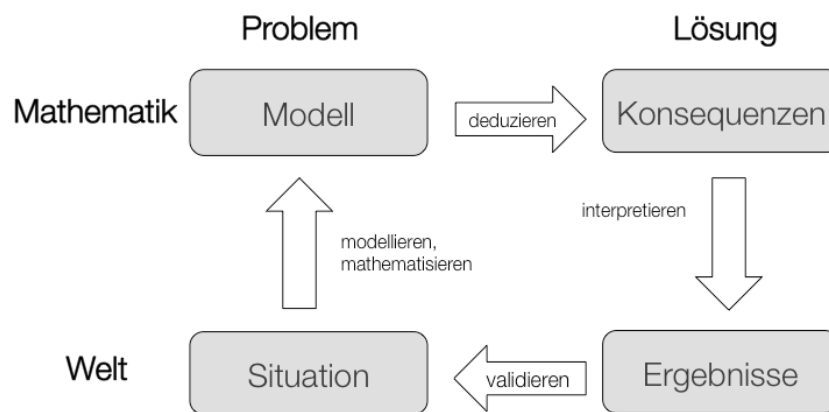 Problem
Lösung
Mathematik
Modell
deduzieren
Konsequenzen
modellieren,
mathematisieren
interpretieren
Welt
Situation
validieren
Ergebnisse